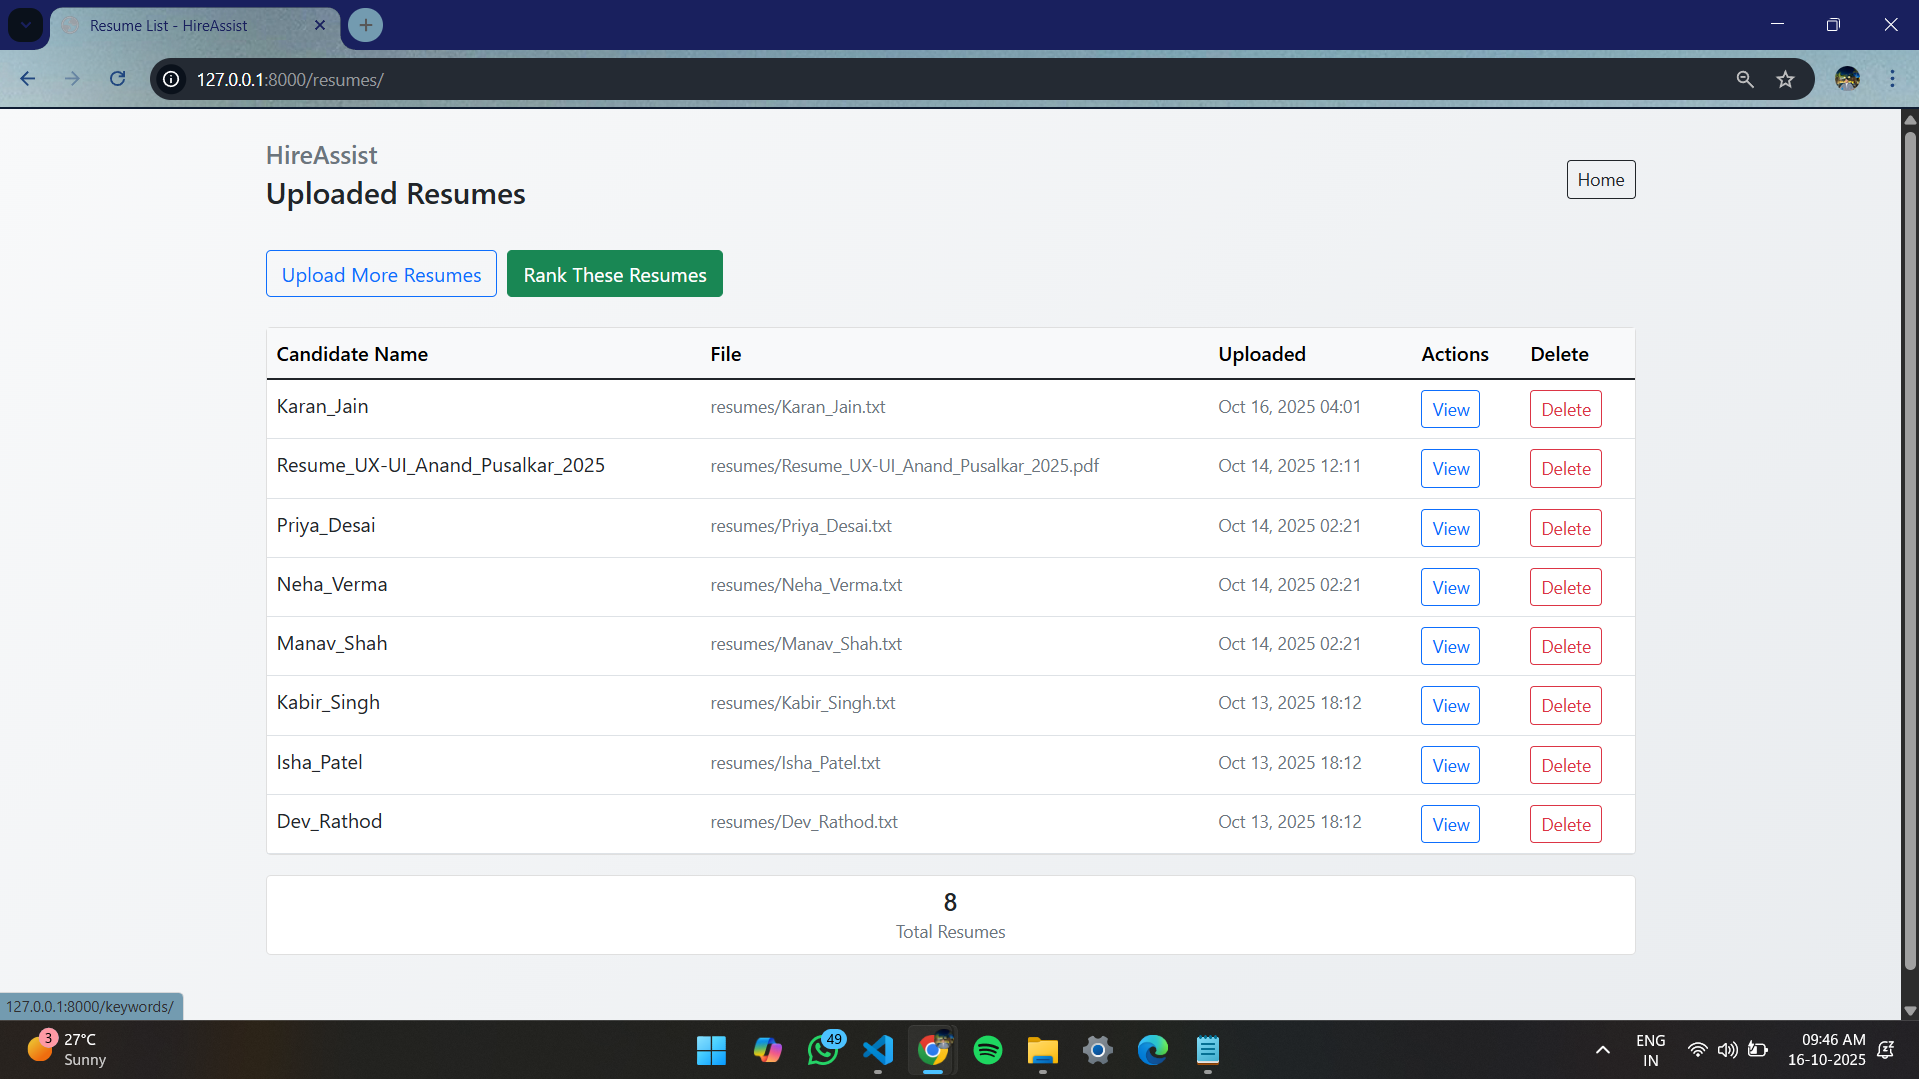 Resume List - HireAssist
127.0.0.1:8000/resumes/
HireAssist
Uploaded Resumes
Home
Upload More Resumes Rank These Resumes
Candidate Name File Uploaded Actions Delete
Karan_Jain resumes/Karan_Jain.txt Oct 16, 2025 04:01 View Delete
Resume_UX-UI_Anand_Pusalkar_2025 resumes/Resume_UX-UI_Anand_Pusalkar_2025.pdf Oct 14, 2025 12:11 View Delete
Priya_Desai resumes/Priya_Desai.txt Oct 14, 2025 02:21 View Delete
Neha_Verma resumes/Neha_Verma.txt Oct 14, 2025 02:21 View Delete
Manav_Shah resumes/Manav_Shah.txt Oct 14, 2025 02:21 View Delete
Kabir_Singh resumes/Kabir_Singh.txt Oct 13, 2025 18:12 View Delete
Isha_Patel resumes/Isha_Patel.txt Oct 13, 2025 18:12 View Delete
Dev_Rathod resumes/Dev_Rathod.txt Oct 13, 2025 18:12 View Delete
8
Total Resumes
127.0.0.1:8000/keywords/
3 27°C
Sunny
49
ENG
IN
09:46 AM
16-10-2025